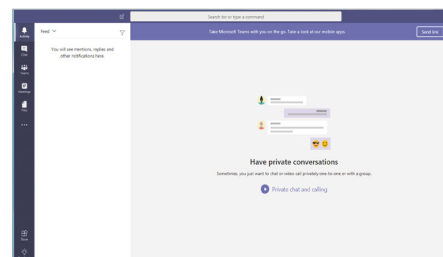 Search for or type a command
Take Microsoft Teams with you on the go. Take a look at our mobile apps.
Send link
Activity
Chat
Teams
Meetings
Files
Feed
You will see mentions, replies and
other notifications here.
Have private conversations
Sometimes, you just want to chat or video call privately one-to-one or with a group.
Private chat and calling
Store